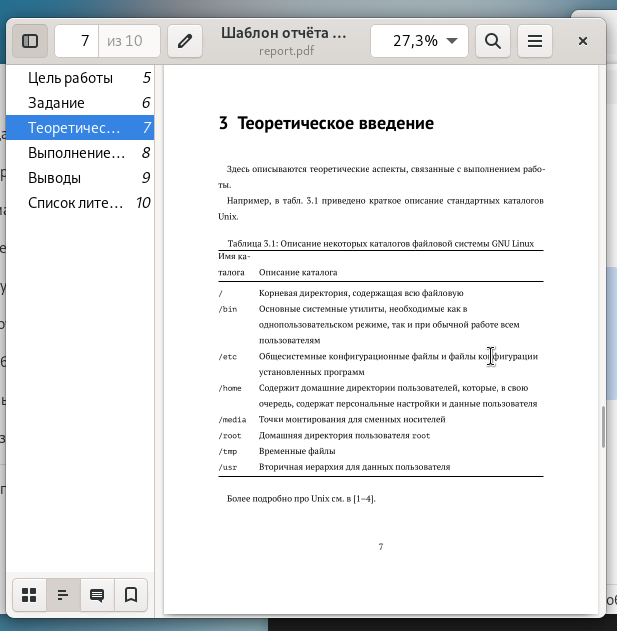 7 из 10
Шаблон отчёта ...
report.pdf
27,3%
Цель работы 5
Задание 6
Теоретичес... 7
Выполнение... 8
Выводы 9
Список лите... 10
3 Теоретическое введение
Здесь описываются теоретические аспекты, связанные с выполнением рабо-
ты.
Например, в табл. 3.1 приведено краткое описание стандартных каталогов
Unix.
Таблица 3.1: Описание некоторых каталогов файловой системы GNU Linux
Имя ка-
талога Описание каталога
/ Корневая директория, содержащая всю файловую
/bin Основные системные утилиты, необходимые как в
однопользовательском режиме, так и при обычной работе всем
пользователям
/etc Общесистемные конфигурационные файлы и файлы конфигурации
установленных программ
/home Содержит домашние директории пользователей, которые, в свою
очередь, содержат персональные настройки и данные пользователя
/media Точки монтирования для сменных носителей
/root Домашняя директория пользователя root
/tmp Временные файлы
/usr Вторичная иерархия для данных пользователя
Более подробно про Unix см. в [1–4].
7